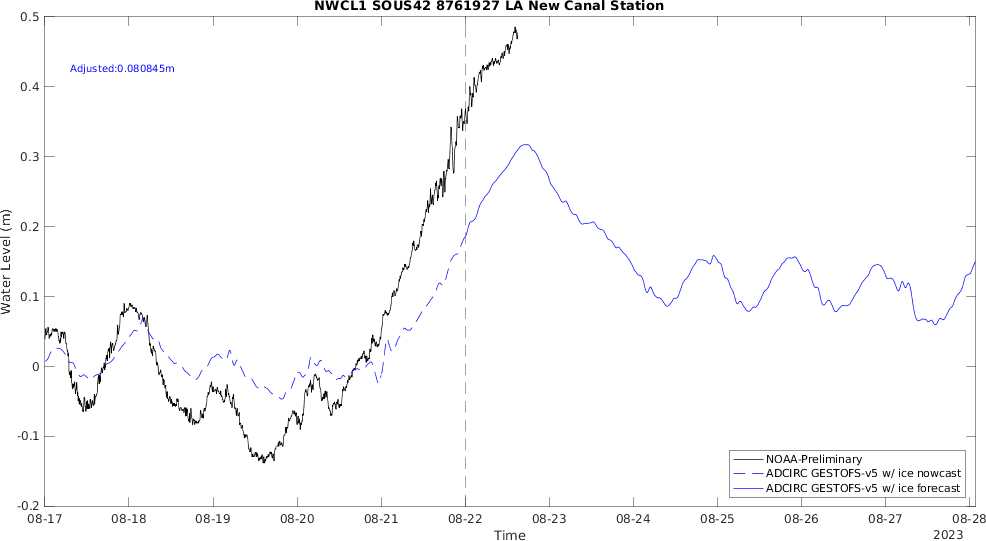 NWCL1 SOUS42 8761927 LA New Canal Station
0.5
Adjusted:0.080845m
0.4
0.3
0.2
Water Level (m)
0.1
0
-0.1
NOAA-Preliminary
ADCIRC GESTOFS-v5 w/ ice nowcast
ADCIRC GESTOFS-v5 w/ ice forecast
-0.2
08-17 08-18 08-19 08-20 08-21 08-22 08-23 08-24 08-25 08-26 08-27 08-28
Time
2023